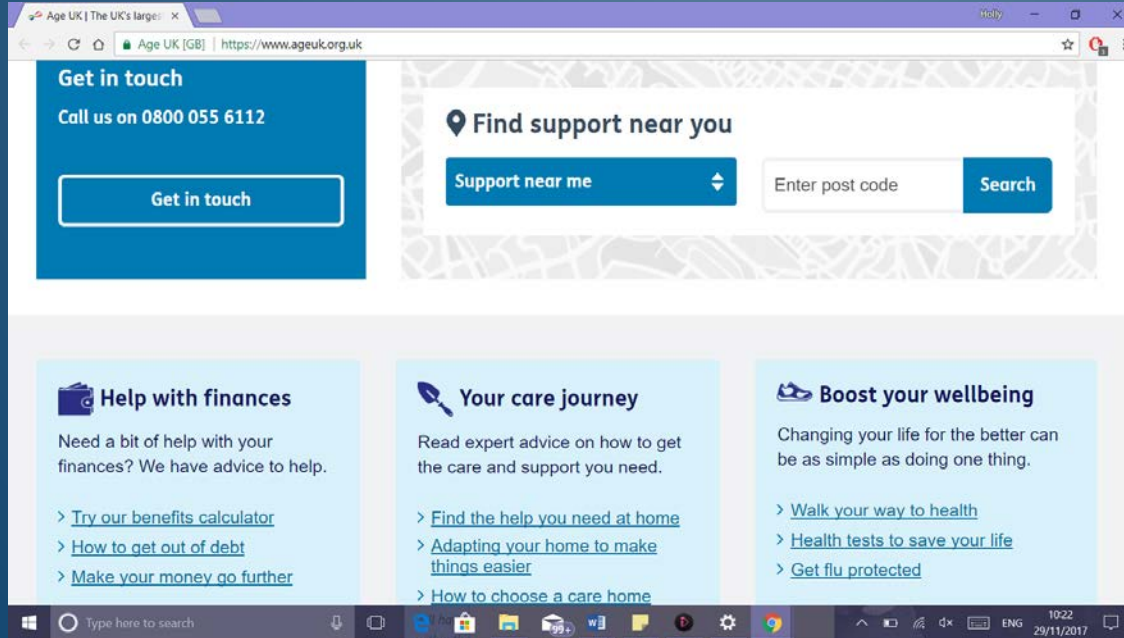 Age UK | The UK's larges
Holly
Age UK [GB] | https://www.ageuk.org.uk
Get in touch
Call us on 0800 055 6112
Get in touch
Find support near you
Support near me
Enter post code
Search
Help with finances
Need a bit of help with your
finances? We have advice to help.
> Try our benefits calculator
> How to get out of debt
> Make your money go further
Your care journey
Read expert advice on how to get
the care and support you need.
> Find the help you need at home
> Adapting your home to make
things easier
> How to choose a care home
Boost your wellbeing
Changing your life for the better can
be as simple as doing one thing.
> Walk your way to health
> Health tests to save your life
> Get flu protected
Type here to search
99+
ENG
10:22
29/11/2017